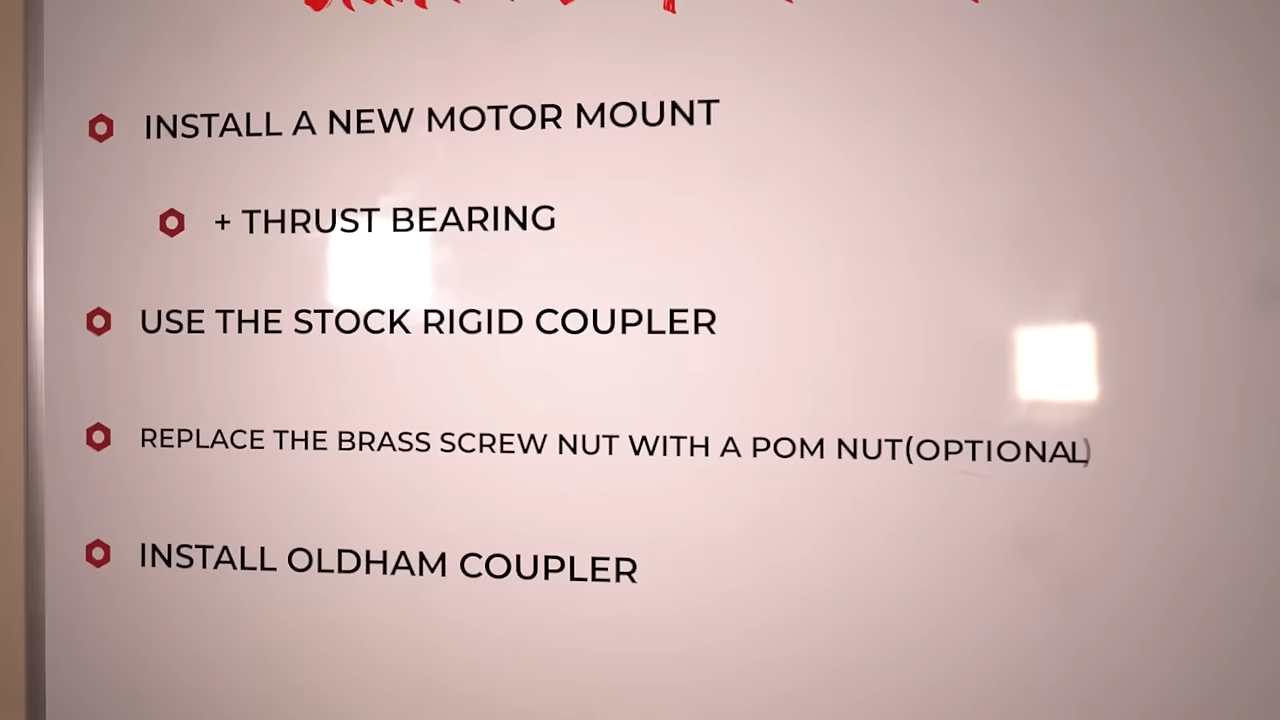 INSTALL A NEW MOTOR MOUNT
+ THRUST BEARING
USE THE STOCK RIGID COUPLER
REPLACE THE BRASS SCREW NUT WITH A POM NUT(OPTIONAL)
INSTALL OLDHAM COUPLER